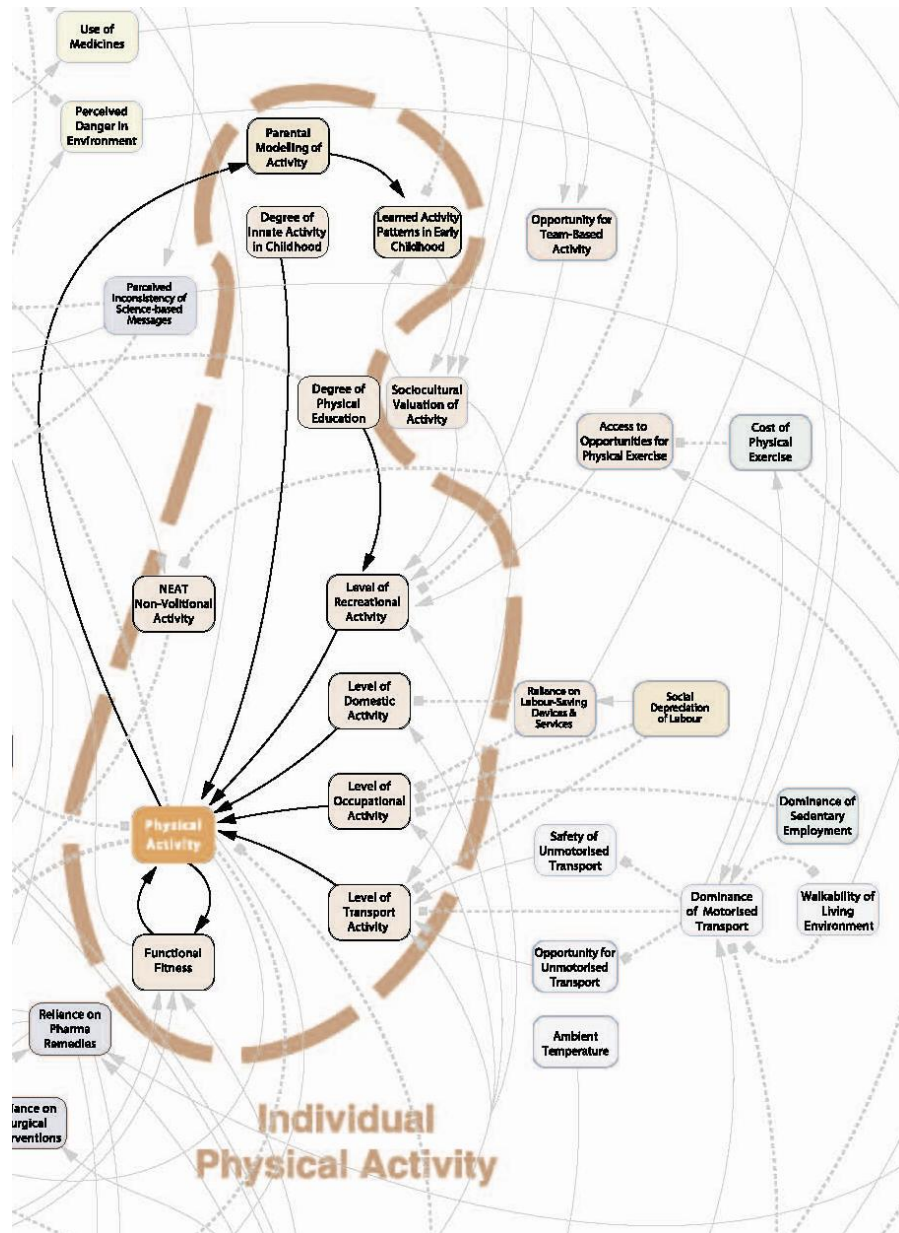 Use of
Medicines
Perceived
Danger in
Environment
Parental
Modelling of
Activity
Degree of
Innate Activity
in Childhood
Learned Activity
Patterns in Early
Childhood
Opportunity for
Team-Based
Activity
Perceived
Inconsistency of
Science-based
Messages
Degree of
Physical
Education
Sociocultural
Valuation of
Activity
Access to
Opportunities for
Physical Exercise
Cost of
Physical
Exercise
NEAT
Non-Volitional
Activity
Level of
Recreational
Activity
Level of
Domestic
Activity
Reliance on
Labour-Saving
Devices &
Services
Social
Depreciation
of Labour
Level of
Occupational
Activity
Physical
Activity
Dominance of
Sedentary
Employment
Safety of
Unmotorised
Transport
Level of
Transport
Activity
Dominance
of Motorised
Transport
Walkability of
Living
Environment
Functional
Fitness
Opportunity for
Unmotorised
Transport
Reliance on
Pharma
Remedies
Ambient
Temperature
iance on
urgical
rventions
Individual
Physical Activity